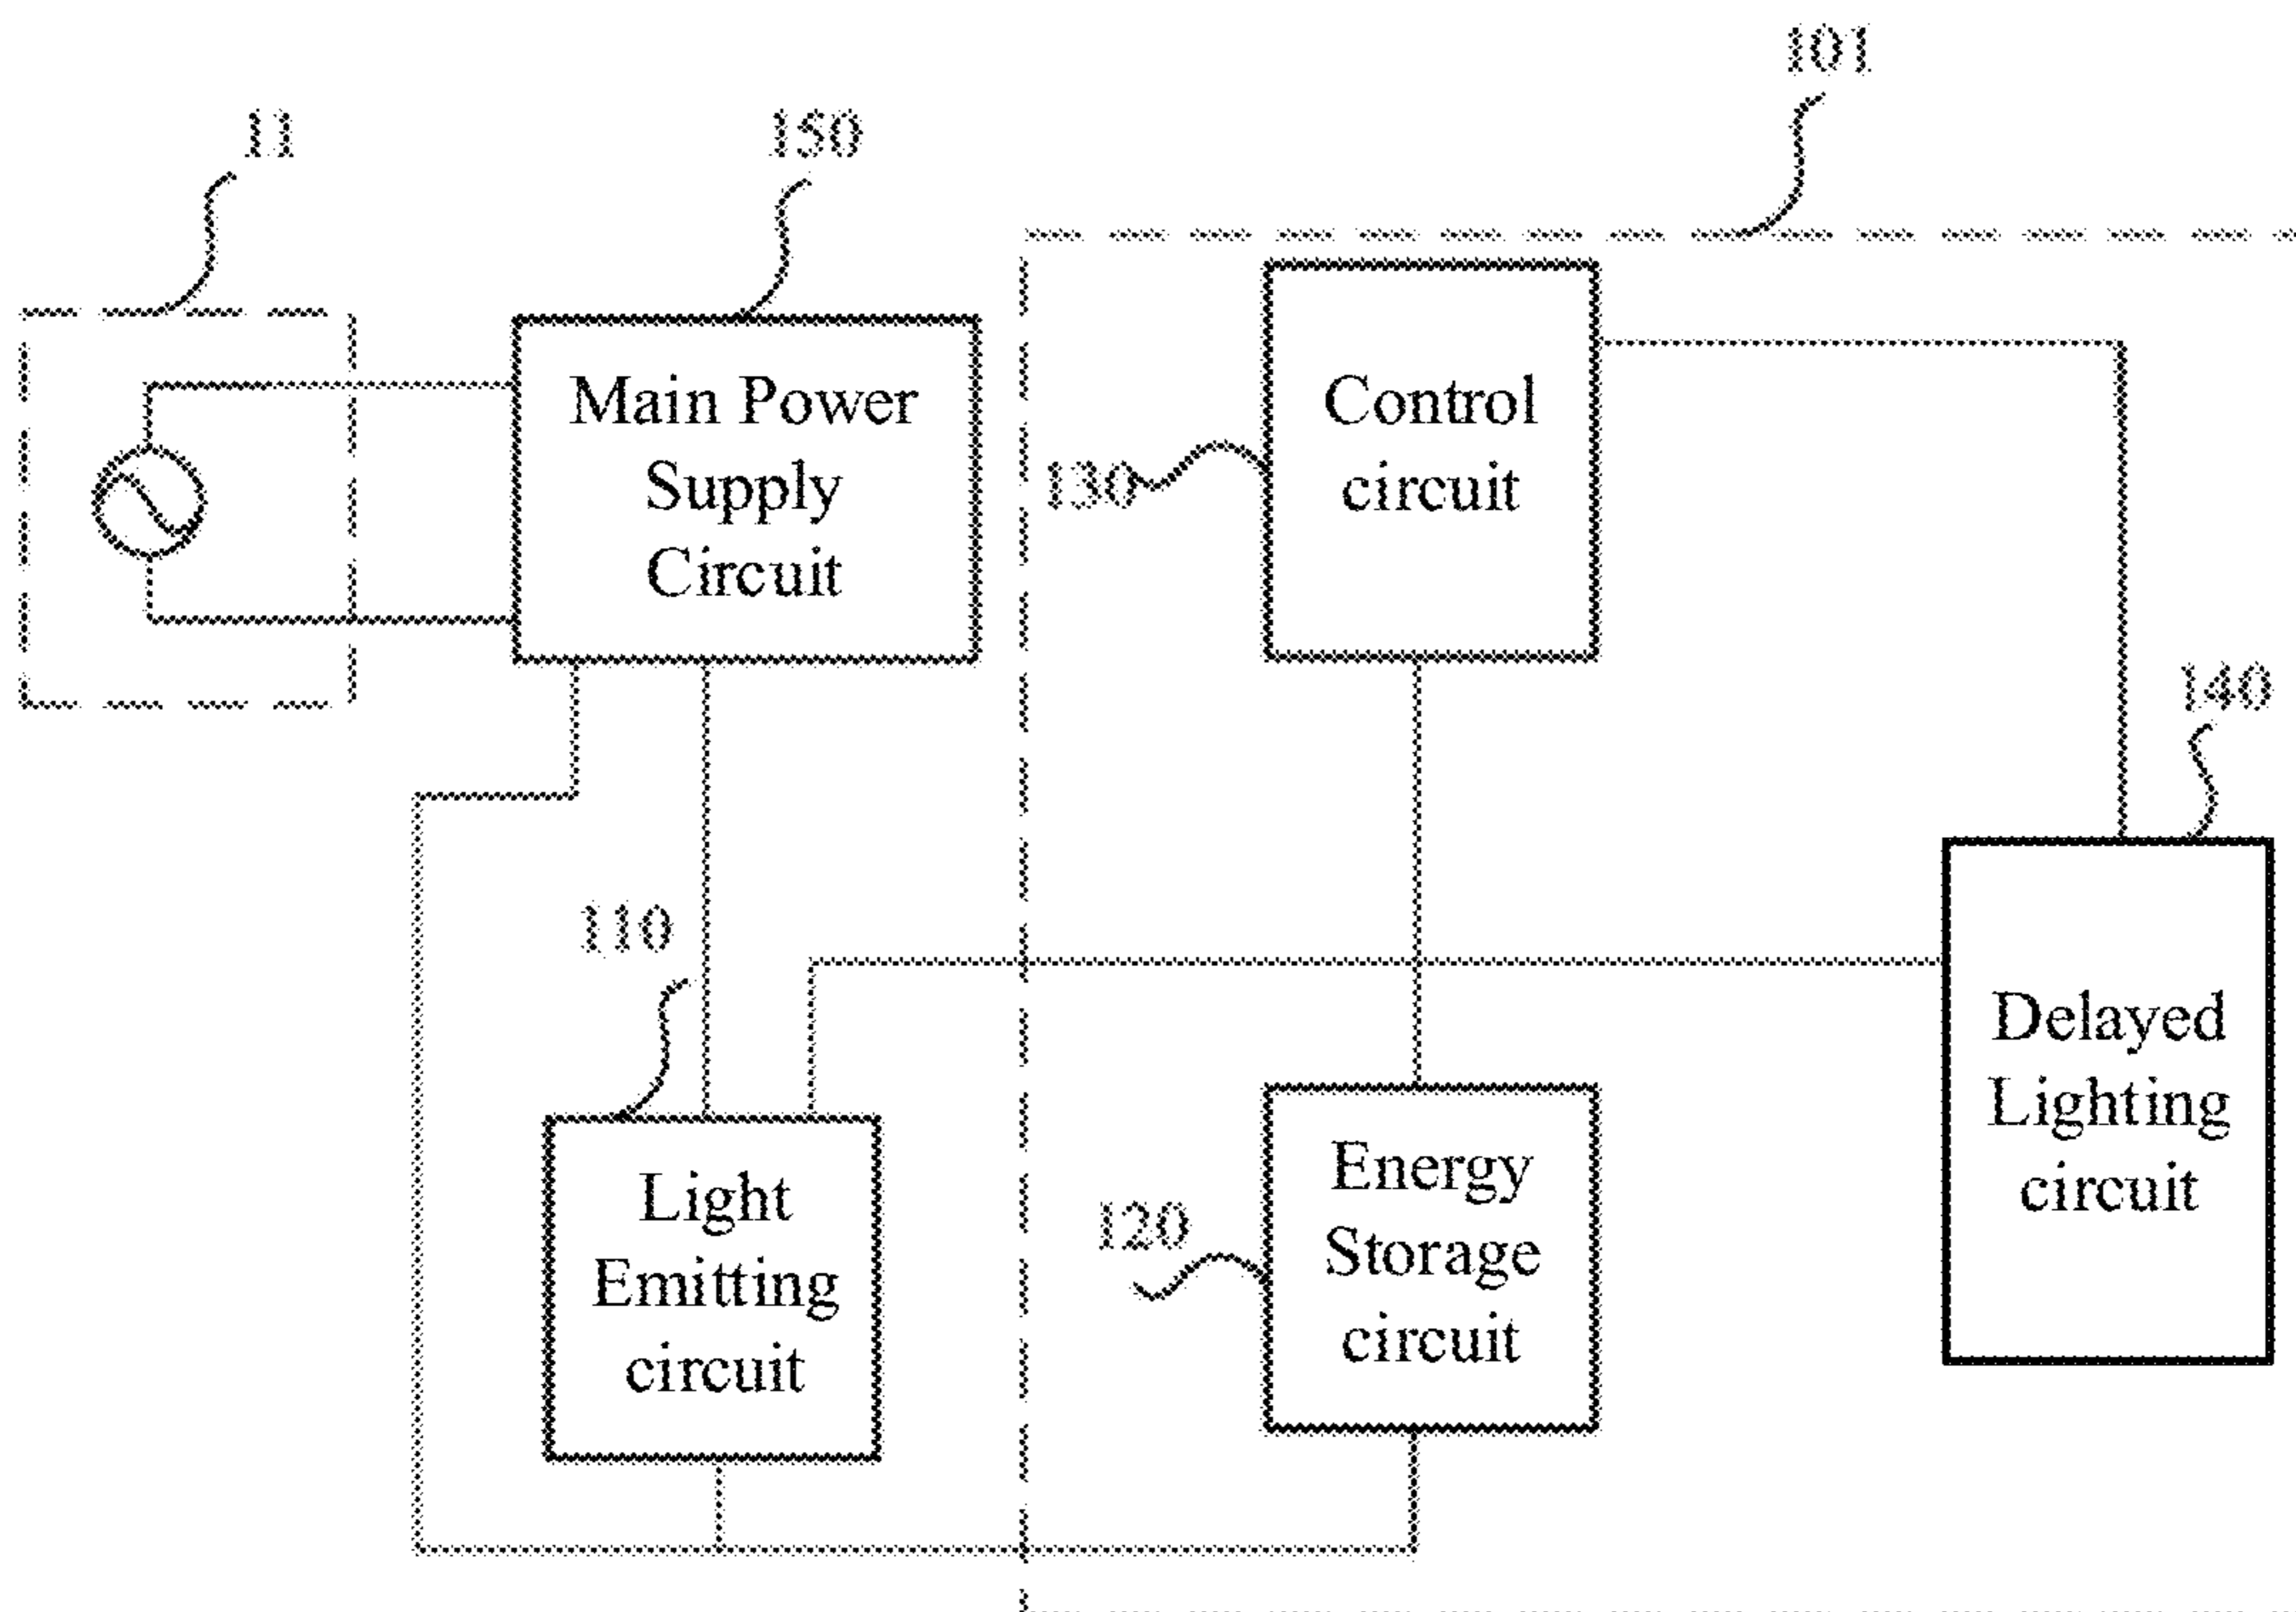 101
11
150
Main Power
Supply
Circuit
Control
circuit
130
140
110
Delayed
Lighting
circuit
Light
Emitting
circuit
120
Energy
Storage
circuit